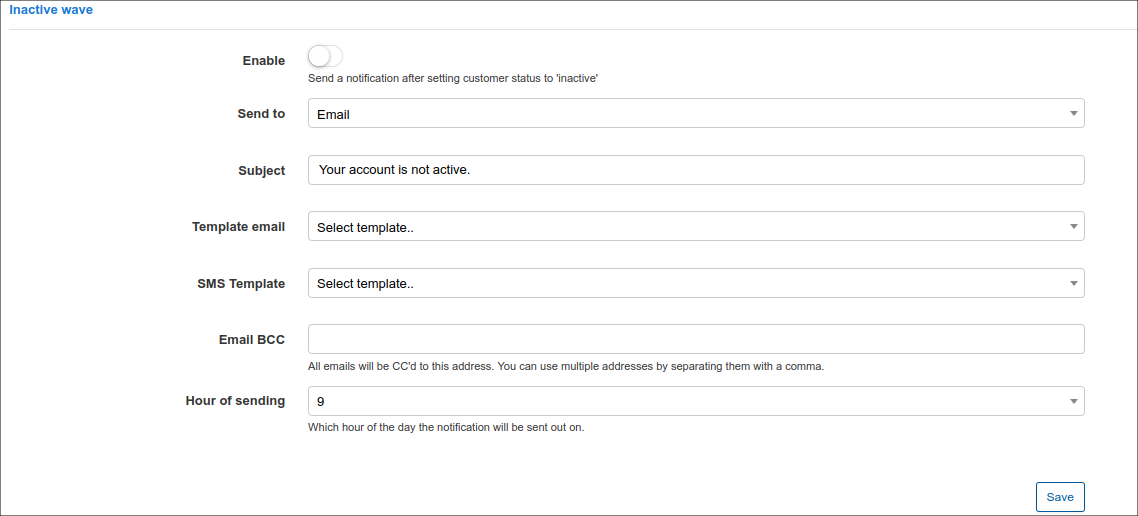 Inactive wave
Enable
Send a notification after setting customer status to 'inactive'
Send to
Email
Subject
Your account is not active.
Template email
Select template..
SMS Template
Select template..
Email BCC
All emails will be CC'd to this address. You can use multiple addresses by separating them with a comma.
Hour of sending
9
Which hour of the day the notification will be sent out on.
Save